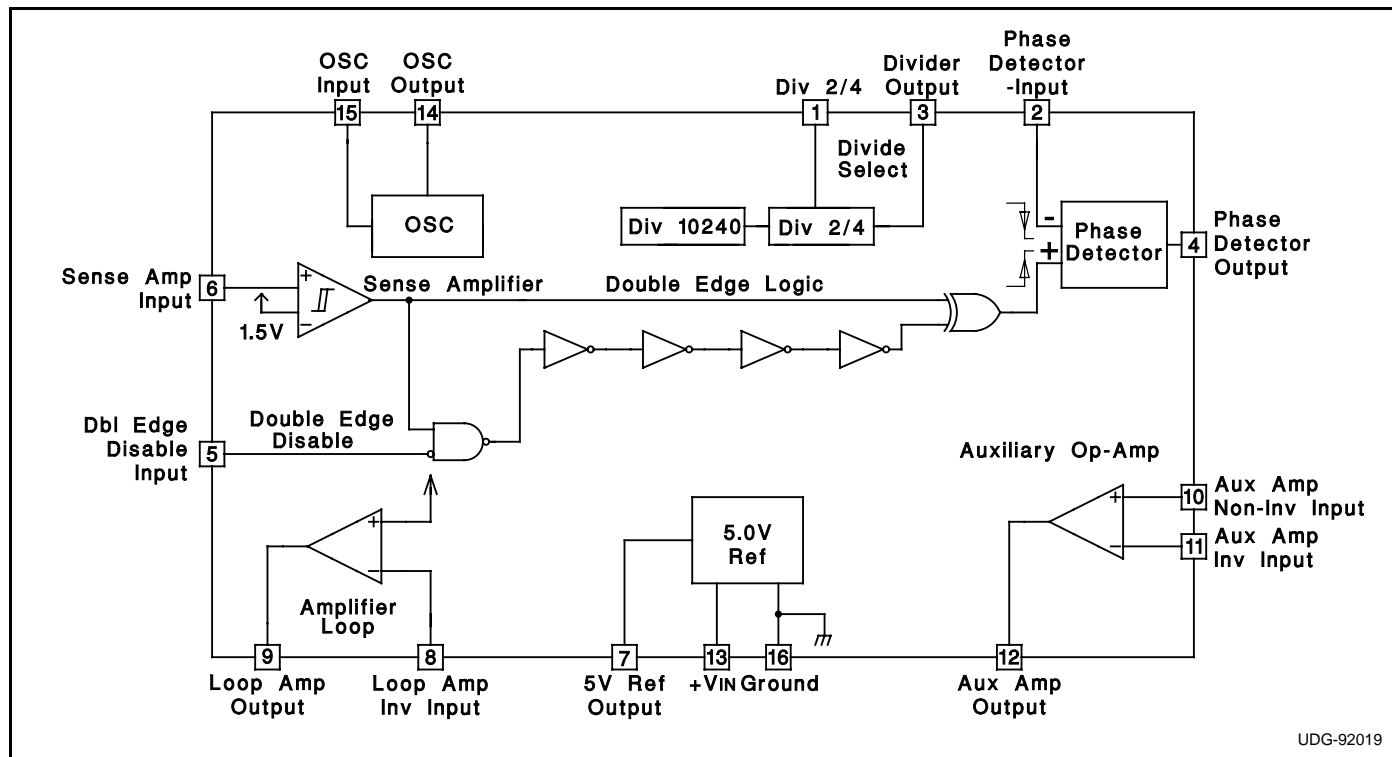 OSC
Input
15
OSC
Output
14
Div 2/4
1
Divider
Output
3
Phase
Detector
-Input
2
Divide
Select
OSC
Div 10240
Div 2/4
-
+
Phase
Detector
4
Phase
Detector
Output
Sense Amp
Input
6
+
-
1.5V
Sense Amplifier
Double Edge Logic
Dbl Edge
Disable
Input
5
Double Edge
Disable
Auxiliary Op-Amp
+
-
10
Aux Amp
Non-Inv Input
11
Aux Amp
Inv Input
+
-
Amplifier
Loop
5.0V
Ref
9
Loop Amp
Output
8
Loop Amp
Inv Input
7
5V Ref
Output
13
+VIN
16
Ground
12
Aux Amp
Output
UDG-92019